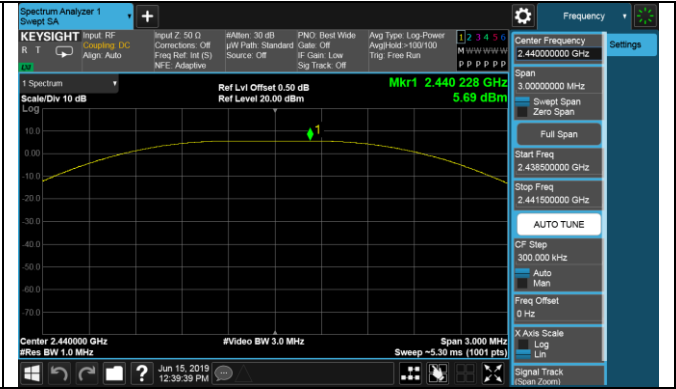 Spectrum Analyzer 1
Swept SA
+
Frequency
KEYSIGHT
R T
LXI
Input: RF
Coupling: DC
Align: Auto
Input Z: 50 Ω
Corrections: Off
Freq Ref: Int (S)
NFE: Adaptive
#Atten: 30 dB
µW Path: Standard
Source: Off
PNO: Best Wide
Gate: Off
IF Gain: Low
Sig Track: Off
Avg Type: Log-Power
Avg|Hold:>100/100
Trig: Free Run
1 2 3 4 5 6
M W W W W W
P P P P P P
1 Spectrum
Scale/Div 10 dB
Log
Ref Lvl Offset 0.50 dB
Ref Level 20.00 dBm
Mkr1 2.440 228 GHz
5.69 dBm
1
10.0
0.00
-10.0
-20.0
-30.0
-40.0
-50.0
-60.0
-70.0
Center 2.440000 GHz
#Res BW 1.0 MHz
#Video BW 3.0 MHz
Span 3.000 MHz
Sweep ~5.30 ms (1001 pts)
Jun 15, 2019
12:39:39 PM
?
Center Frequency
2.440000000 GHz
Settings
Span
3.00000000 MHz
Swept Span
Zero Span
Full Span
Start Freq
2.438500000 GHz
Stop Freq
2.441500000 GHz
AUTO TUNE
CF Step
300.000 kHz
Auto
Man
Freq Offset
0 Hz
X Axis Scale
Log
Lin
Signal Track
(Span Zoom)